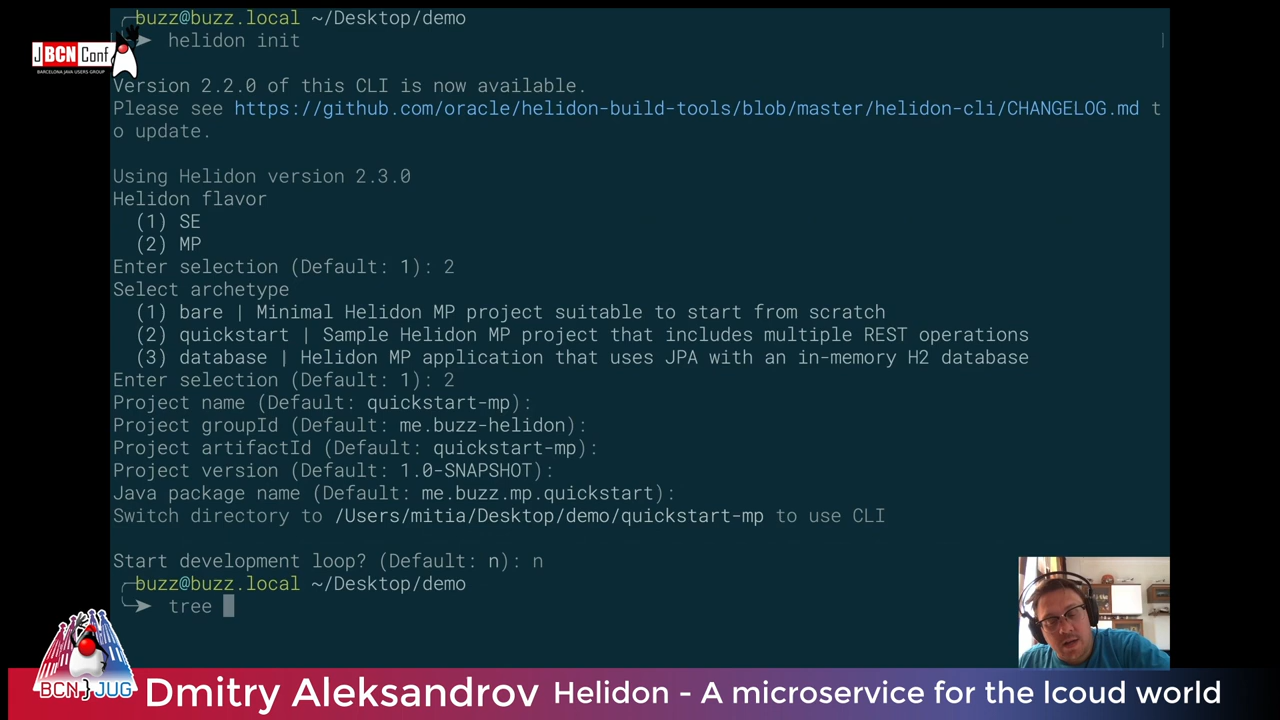 buzz@buzz.local ~/Desktop/demo
helidon init
JBCNConf
BARCELONA JAVA USERS GROUP
Version 2.2.0 of this CLI is now available.
Please see https://github.com/oracle/helidon-build-tools/blob/master/helidon-cli/CHANGELOG.md t
o update.
Using Helidon version 2.3.0
Helidon flavor
(1) SE
(2) MP
Enter selection (Default: 1): 2
Select archetype
(1) bare | Minimal Helidon MP project suitable to start from scratch
(2) quickstart | Sample Helidon MP project that includes multiple REST operations
(3) database | Helidon MP application that uses JPA with an in-memory H2 database
Enter selection (Default: 1): 2
Project name (Default: quickstart-mp):
Project groupId (Default: me.buzz-helidon):
Project artifactId (Default: quickstart-mp):
Project version (Default: 1.0-SNAPSHOT):
Java package name (Default: me.buzz.mp.quickstart):
Switch directory to /Users/mitia/Desktop/demo/quickstart-mp to use CLI
Start development loop? (Default: n): n
buzz@buzz.local ~/Desktop/demo
tree
BCN JUG
Dmitry Aleksandrov Helidon - A microservice for the lcoud world